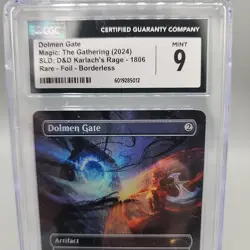 CGC
CERTIFIED GUARANTY COMPANY
Dolmen Gate
Magic: The Gathering (2024)
SLD: D&D Karlach's Rage - 1806
Rare - Foil - Borderless
6019285012
MINT
9
Dolmen Gate
2
Artifact